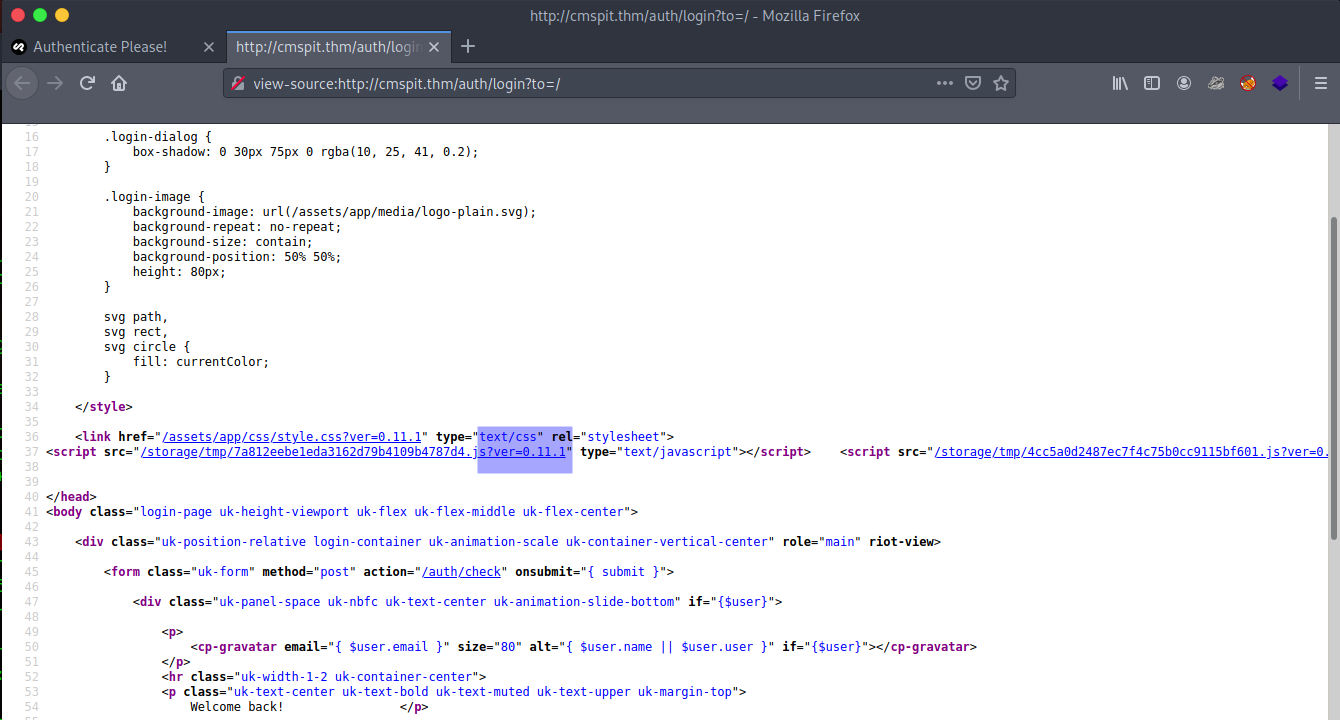 http://cmspit.thm/auth/login?to=/ - Mozilla Firefox
Authenticate Please!
http://cmspit.thm/auth/login
view-source:http://cmspit.thm/auth/login?to=/
16 .login-dialog {
17 box-shadow: 0 30px 75px 0 rgba(10, 25, 41, 0.2);
18 }
19
20 .login-image {
21 background-image: url(/assets/app/media/logo-plain.svg);
22 background-repeat: no-repeat;
23 background-size: contain;
24 background-position: 50% 50%;
25 height: 80px;
26 }
27
28 svg path,
29 svg rect,
30 svg circle {
31 fill: currentColor;
32 }
33
34 </style>
35
36 <link href="/assets/app/css/style.css?ver=0.11.1" type="text/css" rel="stylesheet">
37 <script src="/storage/tmp/7a812eebe1eda3162d79b4109b4787d4.js?ver=0.11.1" type="text/javascript"></script> <script src="/storage/tmp/4cc5a0d2487ec7f4c75b0cc9115bf601.js?ver=0.
38
39
40 </head>
41 <body class="login-page uk-height-viewport uk-flex uk-flex-middle uk-flex-center">
42
43 <div class="uk-position-relative login-container uk-animation-scale uk-container-vertical-center" role="main" riot-view>
44
45 <form class="uk-form" method="post" action="/auth/check" onsubmit="{ submit }">
46
47 <div class="uk-panel-space uk-nbfc uk-text-center uk-animation-slide-bottom" if="{$user}">
48
49 <p>
50 <cp-gravatar email="{ $user.email }" size="80" alt="{ $user.name || $user.user }" if="{$user}"></cp-gravatar>
51 </p>
52 <hr class="uk-width-1-2 uk-container-center">
53 <p class="uk-text-center uk-text-bold uk-text-muted uk-text-upper uk-margin-top">
54 Welcome back! </p>